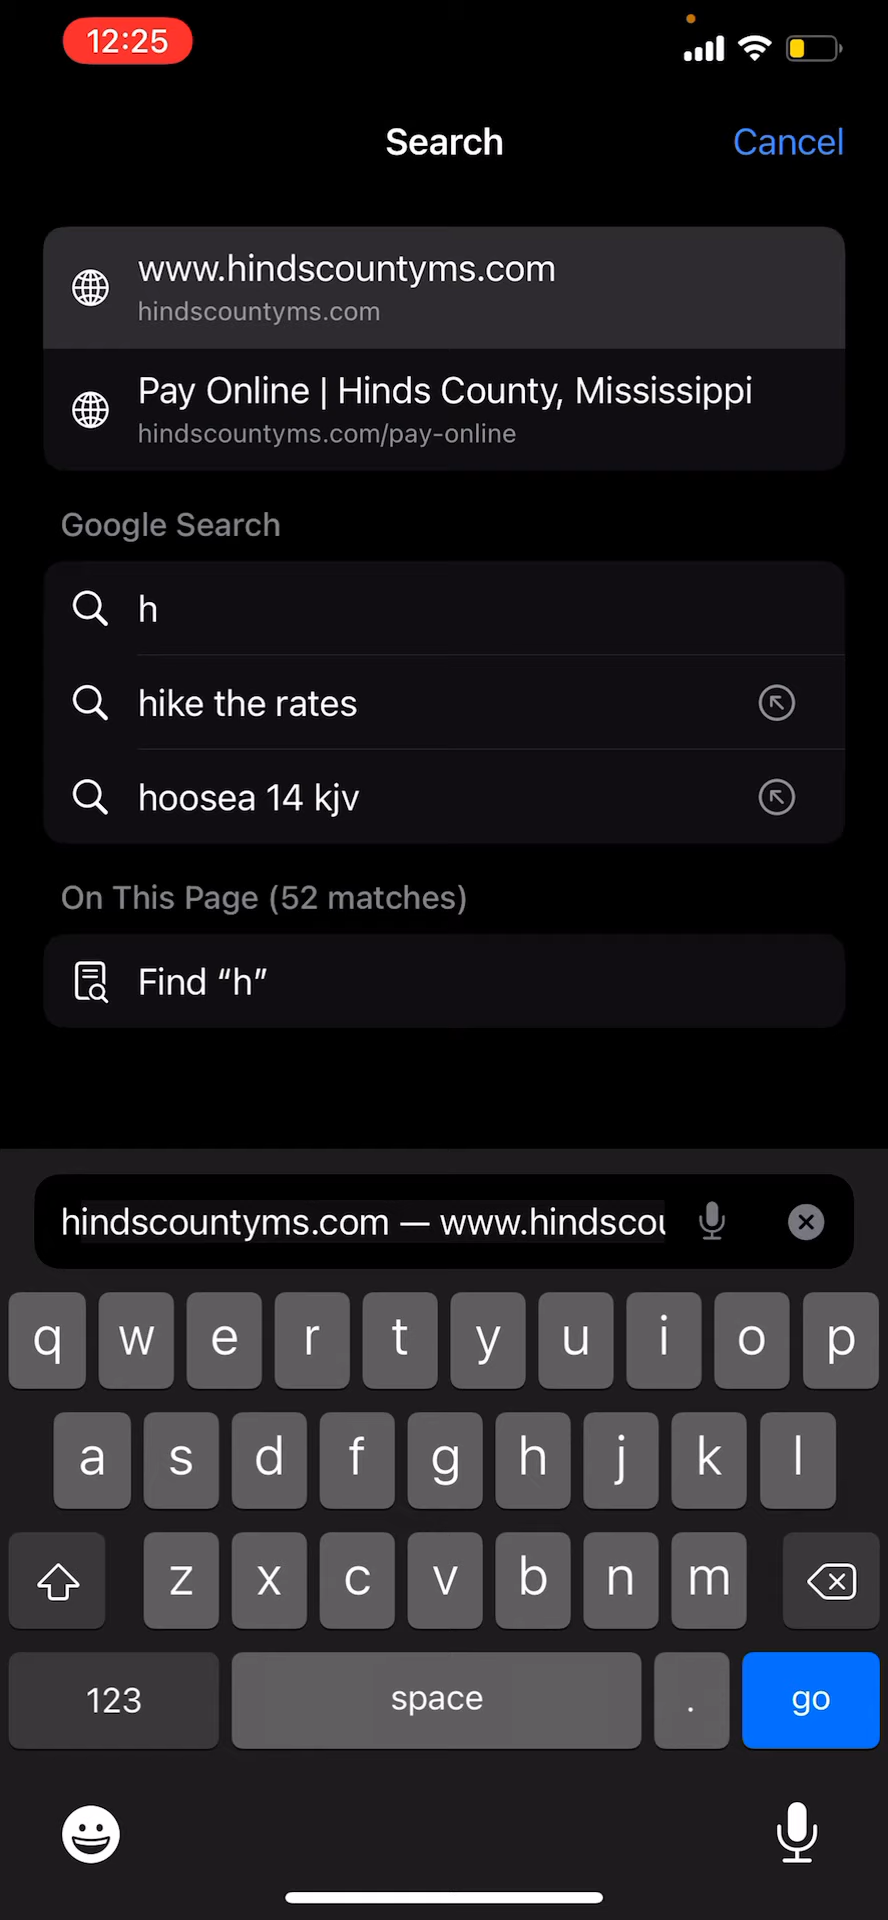 12:25
Search
Cancel
www.hindscountyms.com
hindscountyms.com
Pay Online | Hinds County, Mississippi
hindscountyms.com/pay-online
Google Search
h
hike the rates
hoosea 14 kjv
On This Page (52 matches)
Find “h”
hindscountyms.com — www.hindscou
q w e r t y u i o p
a s d f g h j k l
z x c v b n m
123 space . go